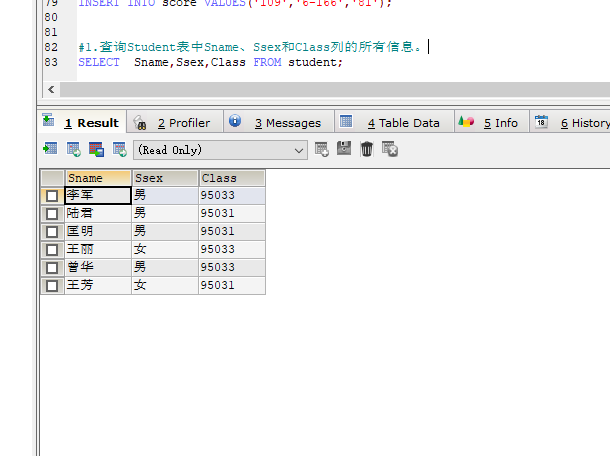 79 INSERT INTO score VALUES('109','6-166','81');
80
81
82 #1.查询Student表中Sname、Ssex和Class列的所有信息。
83 SELECT  Sname,Ssex,Class FROM student;
1 Result 2 Profiler 3 Messages 4 Table Data 5 Info 18 6 History
(Read Only)
Sname Ssex Class
李军 男 95033
陆君 男 95031
匡明 男 95031
王丽 女 95033
曾华 男 95033
王芳 女 95031